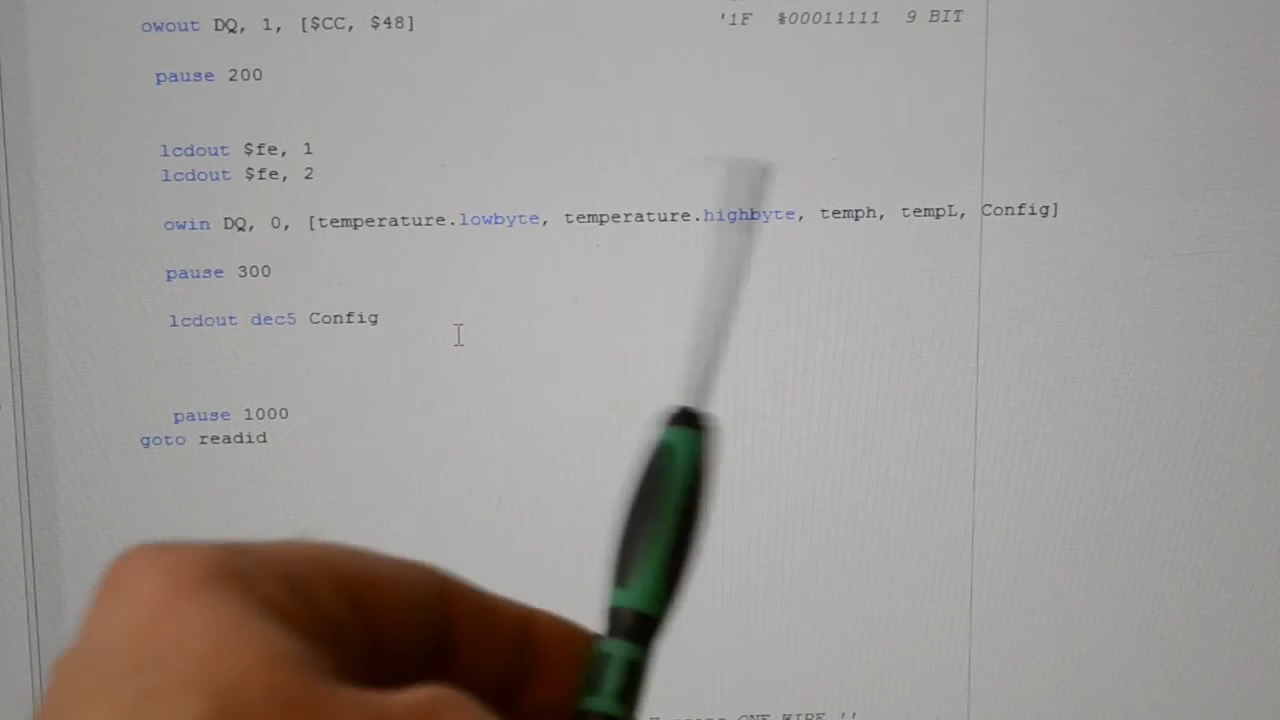 owout DQ, 1, [$CC, $48]
'1F %00011111 9 BIT
pause 200
lcdout $fe, 1
lcdout $fe, 2
owin DQ, 0, [temperature.lowbyte, temperature.highbyte, temph, tempL, Config]
pause 300
lcdout dec5 Config
pause 1000
goto readid